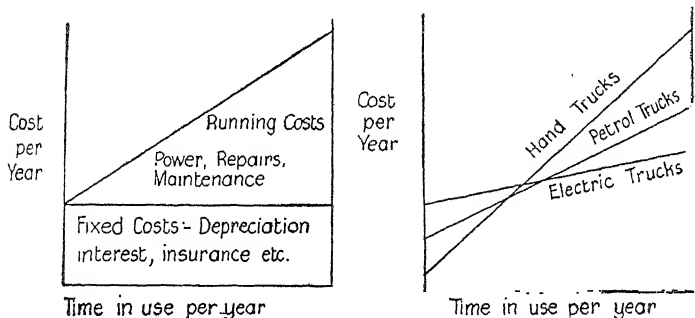 Cost
per
Year
Running Costs
Power, Repairs,
Maintenance
Fixed Costs:- Depreciation
interest, insurance etc.
Time in use per year
Cost
per
Year
Hand Trucks
Petrol Trucks
Electric Trucks
Time in use per year